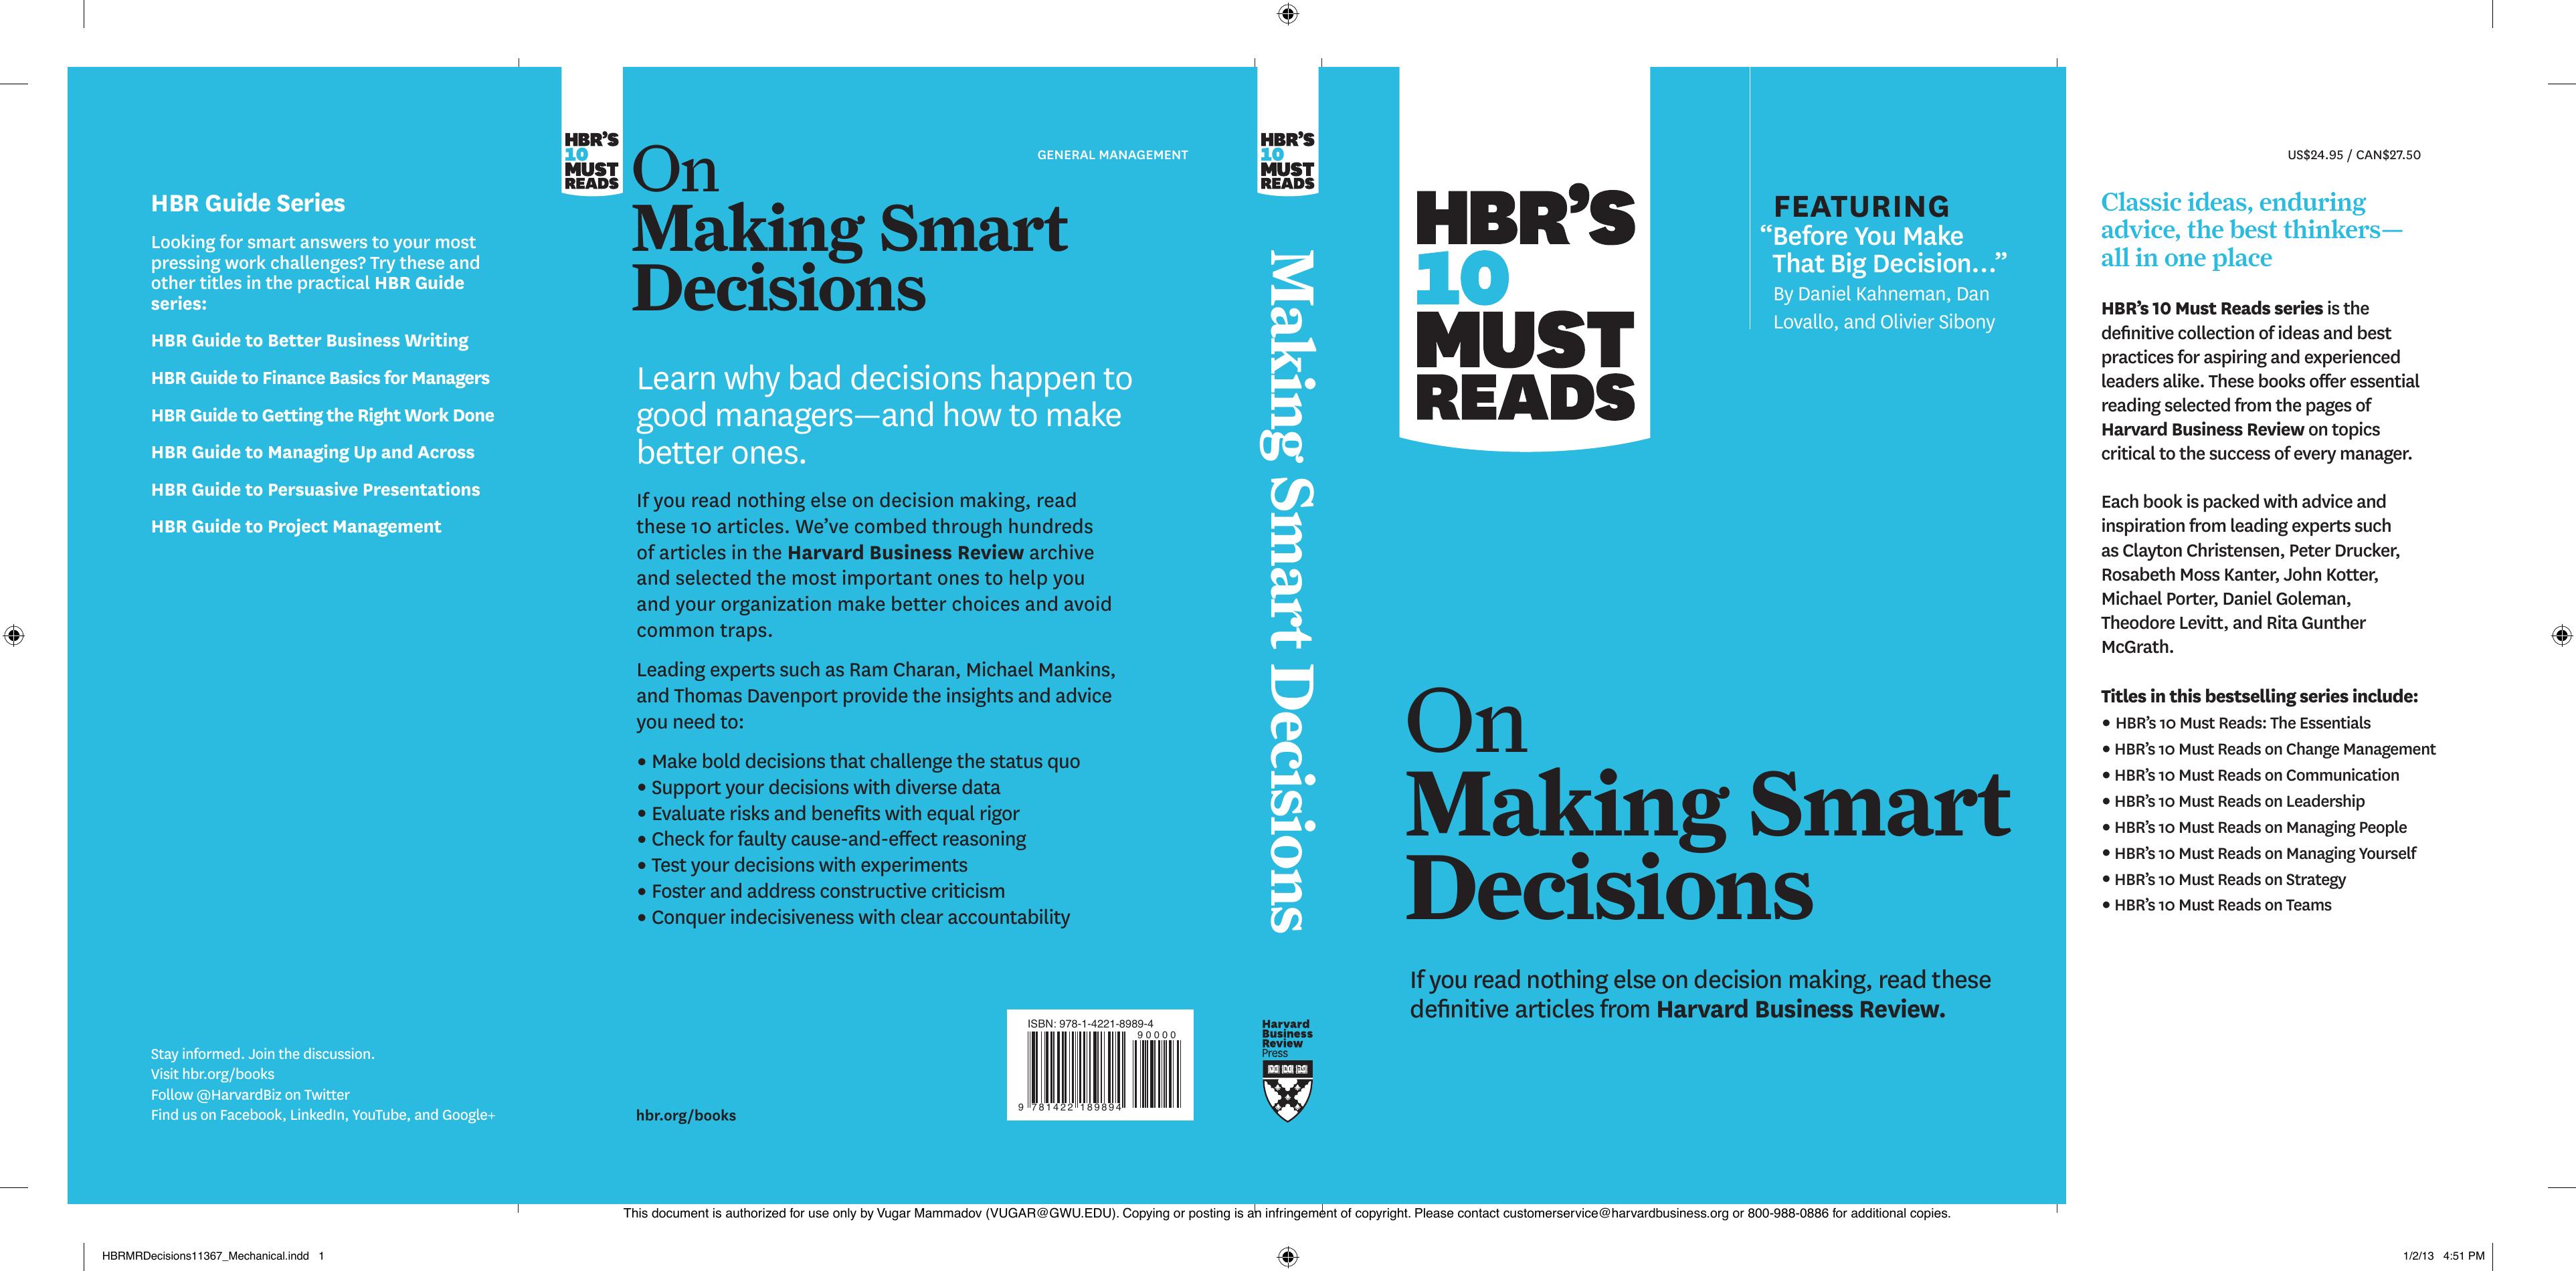 HBR Guide Series
Looking for smart answers to your most
pressing work challenges? Try these and
other titles in the practical HBR Guide
series:
HBR Guide to Better Business Writing
HBR Guide to Finance Basics for Managers
HBR Guide to Getting the Right Work Done
HBR Guide to Managing Up and Across
HBR Guide to Persuasive Presentations
HBR Guide to Project Management
Stay informed. Join the discussion.
Visit hbr.org/books
Follow @HarvardBiz on Twitter
Find us on Facebook, LinkedIn, YouTube, and Google+
HBR’S
10
MUST
READS
On
Making Smart
Decisions
GENERAL MANAGEMENT
Learn why bad decisions happen to
good managers—and how to make
better ones.
If you read nothing else on decision making, read
these 10 articles. We’ve combed through hundreds
of articles in the Harvard Business Review archive
and selected the most important ones to help you
and your organization make better choices and avoid
common traps.
Leading experts such as Ram Charan, Michael Mankins,
and Thomas Davenport provide the insights and advice
you need to:
• Make bold decisions that challenge the status quo
• Support your decisions with diverse data
• Evaluate risks and benefits with equal rigor
• Check for faulty cause-and-effect reasoning
• Test your decisions with experiments
• Foster and address constructive criticism
• Conquer indecisiveness with clear accountability
hbr.org/books
ISBN: 978-1-4221-8989-4
90000
9 781422 189894
HBR’S
10
MUST
READS
Making Smart Decisions
Harvard
Business
Review
Press
HBR’S
10
MUST
READS
FEATURING
“Before You Make
That Big Decision…”
By Daniel Kahneman, Dan
Lovallo, and Olivier Sibony
On
Making Smart
Decisions
If you read nothing else on decision making, read these
definitive articles from Harvard Business Review.
US$24.95 / CAN$27.50
Classic ideas, enduring
advice, the best thinkers—
all in one place
HBR’s 10 Must Reads series is the
definitive collection of ideas and best
practices for aspiring and experienced
leaders alike. These books offer essential
reading selected from the pages of
Harvard Business Review on topics
critical to the success of every manager.
Each book is packed with advice and
inspiration from leading experts such
as Clayton Christensen, Peter Drucker,
Rosabeth Moss Kanter, John Kotter,
Michael Porter, Daniel Goleman,
Theodore Levitt, and Rita Gunther
McGrath.
Titles in this bestselling series include:
• HBR’s 10 Must Reads: The Essentials
• HBR’s 10 Must Reads on Change Management
• HBR’s 10 Must Reads on Communication
• HBR’s 10 Must Reads on Leadership
• HBR’s 10 Must Reads on Managing People
• HBR’s 10 Must Reads on Managing Yourself
• HBR’s 10 Must Reads on Strategy
• HBR’s 10 Must Reads on Teams
This document is authorized for use only by Vugar Mammadov (VUGAR@GWU.EDU). Copying or posting is an infringement of copyright. Please contact customerservice@harvardbusiness.org or 800-988-0886 for additional copies.
HBRMRDecisions11367_Mechanical.indd 1
1/2/13 4:51 PM